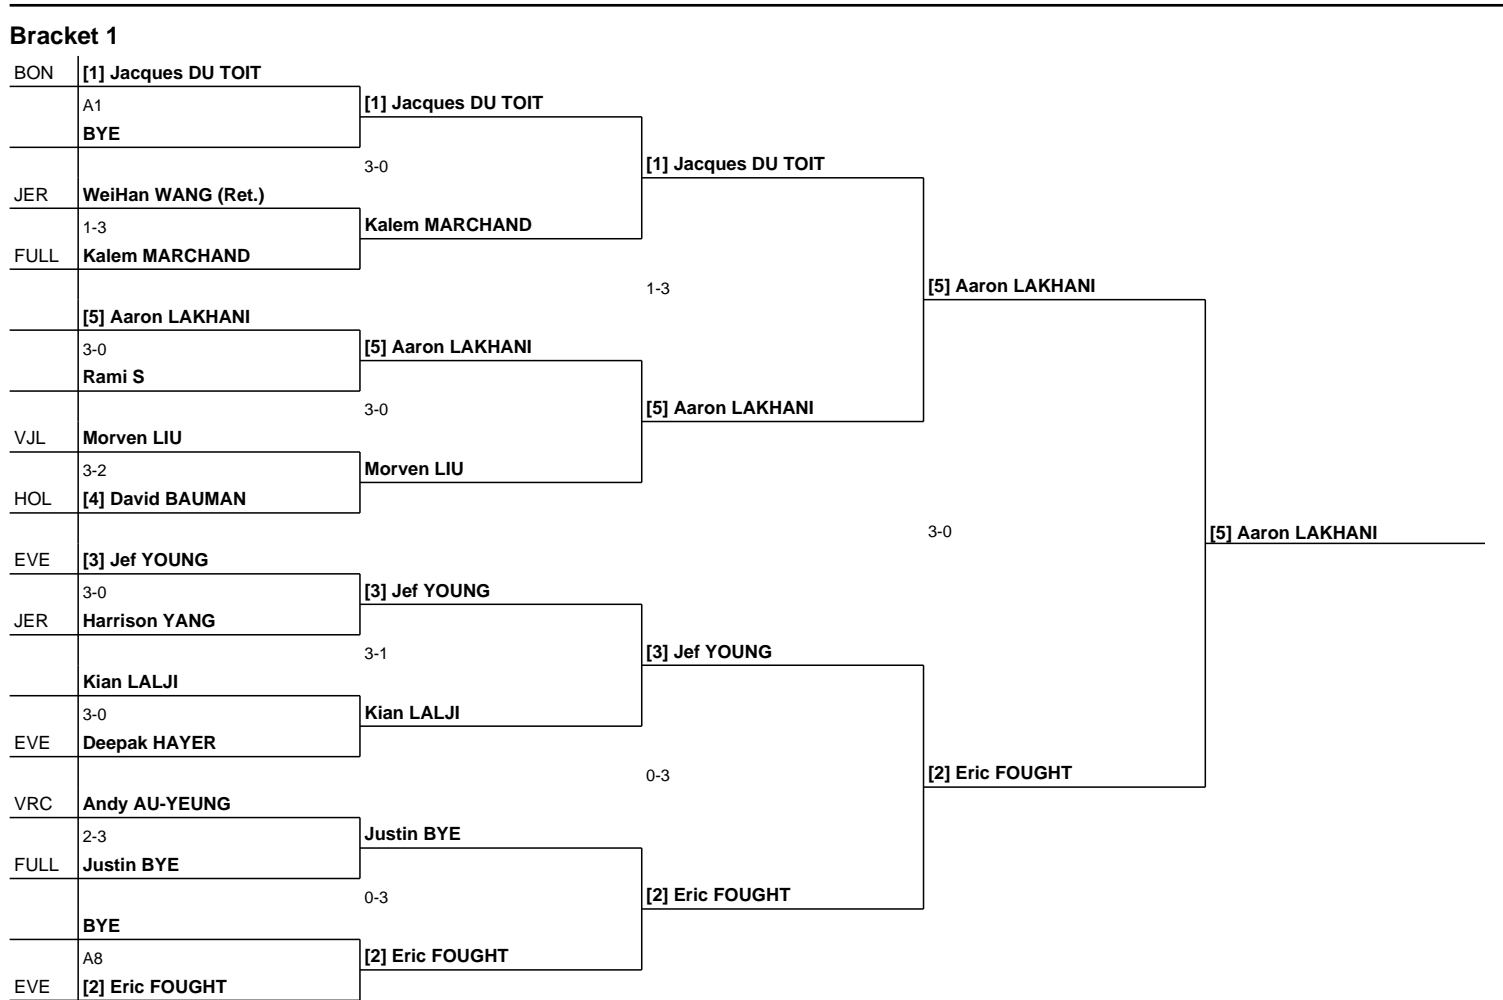 Bracket 1
BON [1] Jacques DU TOIT
A1 [1] Jacques DU TOIT
BYE
3-0 [1] Jacques DU TOIT
JER WeiHan WANG (Ret.)
1-3 Kalem MARCHAND
FULL Kalem MARCHAND
1-3 [5] Aaron LAKHANI
[5] Aaron LAKHANI
3-0 [5] Aaron LAKHANI
Rami S
3-0 [5] Aaron LAKHANI
VJL Morven LIU
3-2 Morven LIU
HOL [4] David BAUMAN
3-0 [5] Aaron LAKHANI
EVE [3] Jef YOUNG
3-0 [3] Jef YOUNG
JER Harrison YANG
3-1 [3] Jef YOUNG
Kian LALJI
3-0 Kian LALJI
EVE Deepak HAYER
0-3 [2] Eric FOUGHT
VRC Andy AU-YEUNG
2-3 Justin BYE
FULL Justin BYE
0-3 [2] Eric FOUGHT
BYE
A8 [2] Eric FOUGHT
EVE [2] Eric FOUGHT